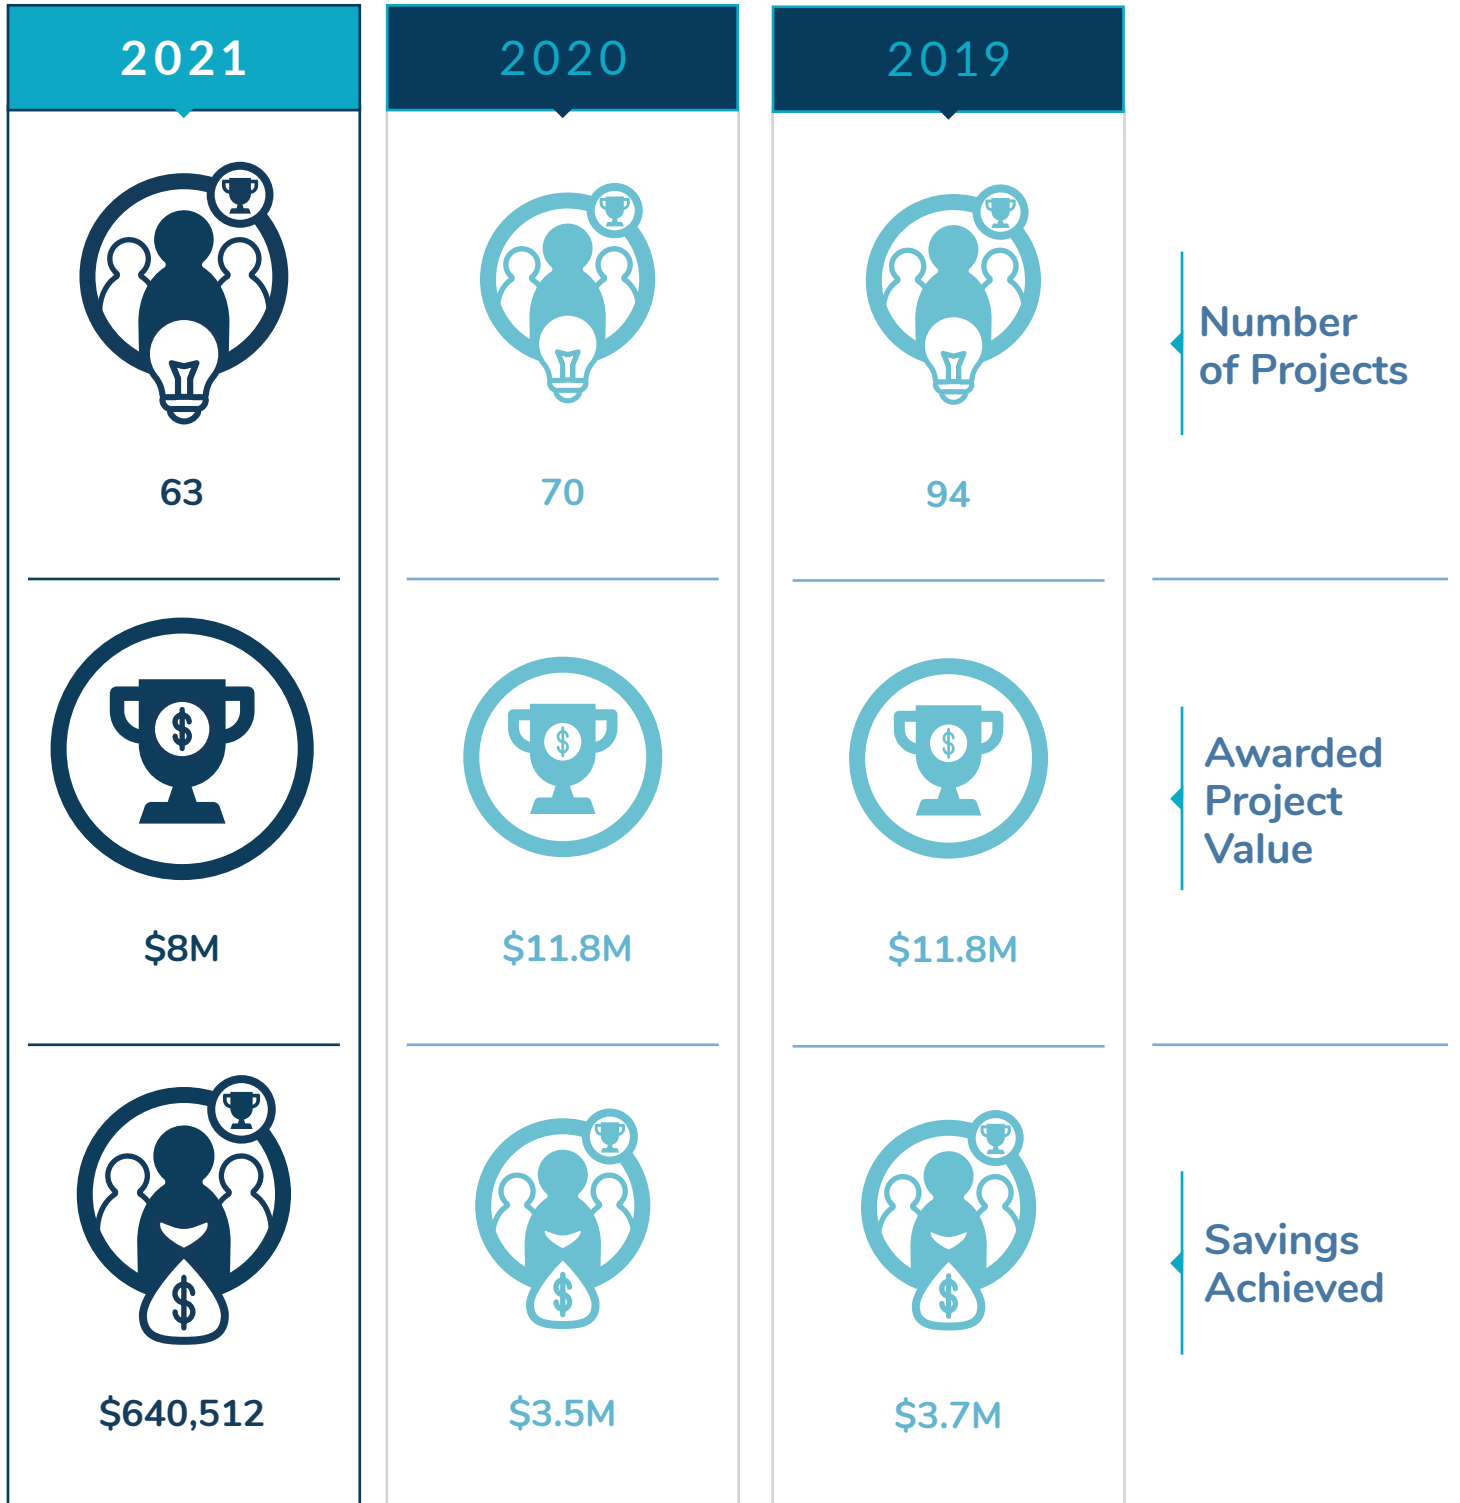 2021
2020
2019
63
70
94
Number
of Projects
$8M
$11.8M
$11.8M
Awarded
Project
Value
$640,512
$3.5M
$3.7M
Savings
Achieved
$
$
$
$
$
$